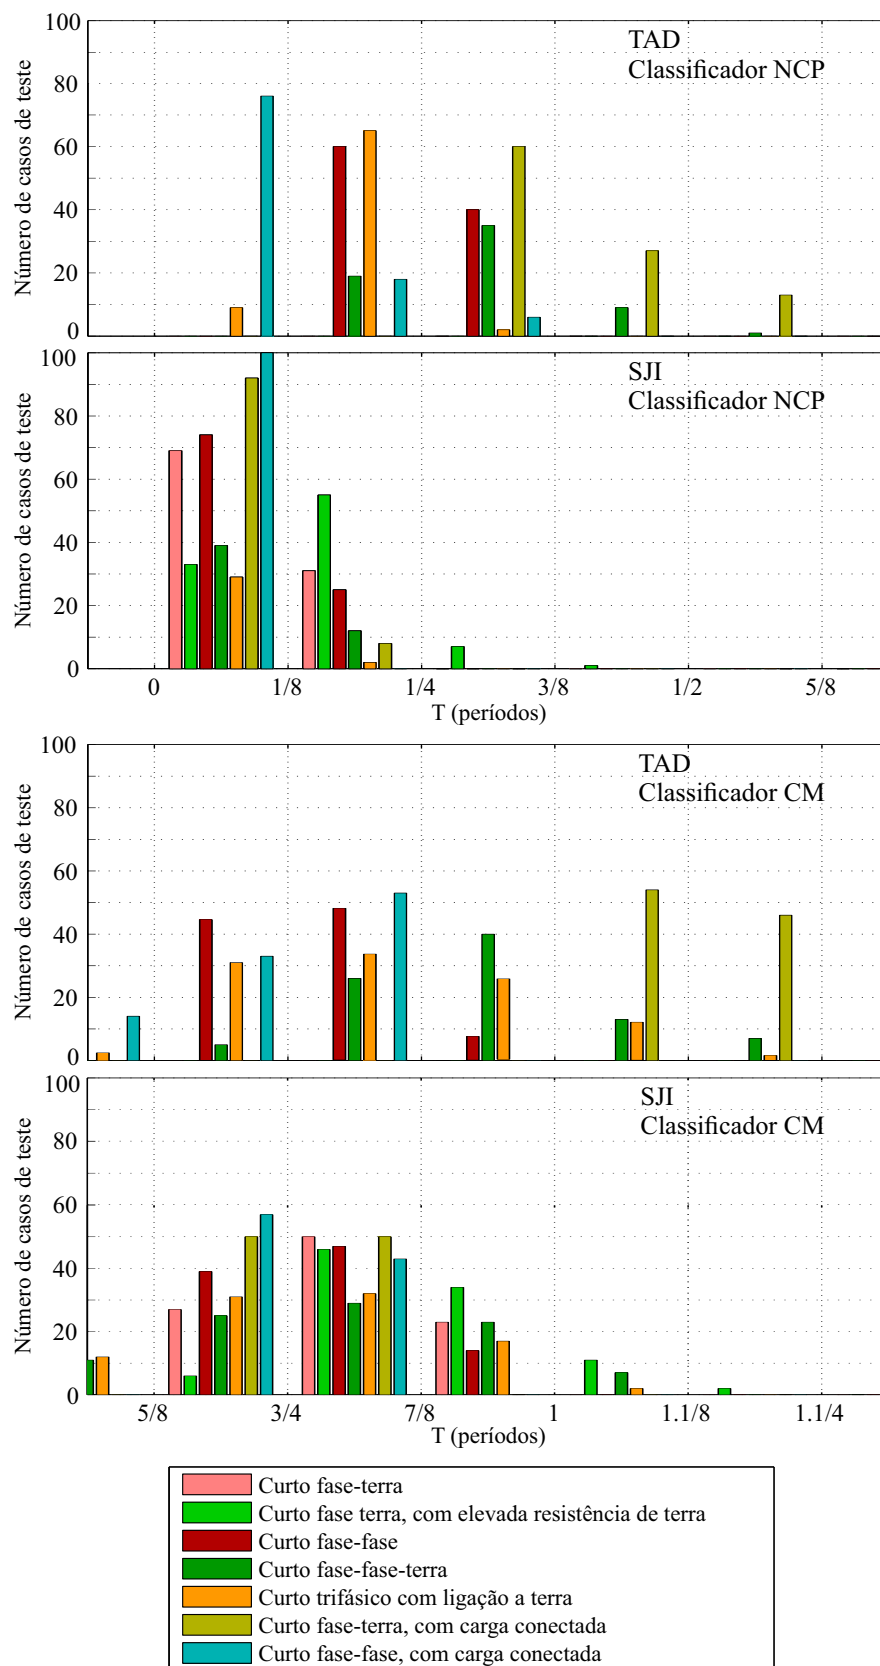 100
80
60
40
20
0
Número de casos de teste
TAD
Classificador NCP
100
80
60
40
20
0
Número de casos de teste
SJI
Classificador NCP
0 1/8 1/4 3/8 1/2 5/8
T (períodos)
100
80
60
40
20
0
Número de casos de teste
TAD
Classificador CM
100
80
60
40
20
0
Número de casos de teste
SJI
Classificador CM
5/8 3/4 7/8 1 1.1/8 1.1/4
T (períodos)
Curto fase-terra
Curto fase terra, com elevada resistência de terra
Curto fase-fase
Curto fase-fase-terra
Curto trifásico com ligação a terra
Curto fase-terra, com carga conectada
Curto fase-fase, com carga conectada